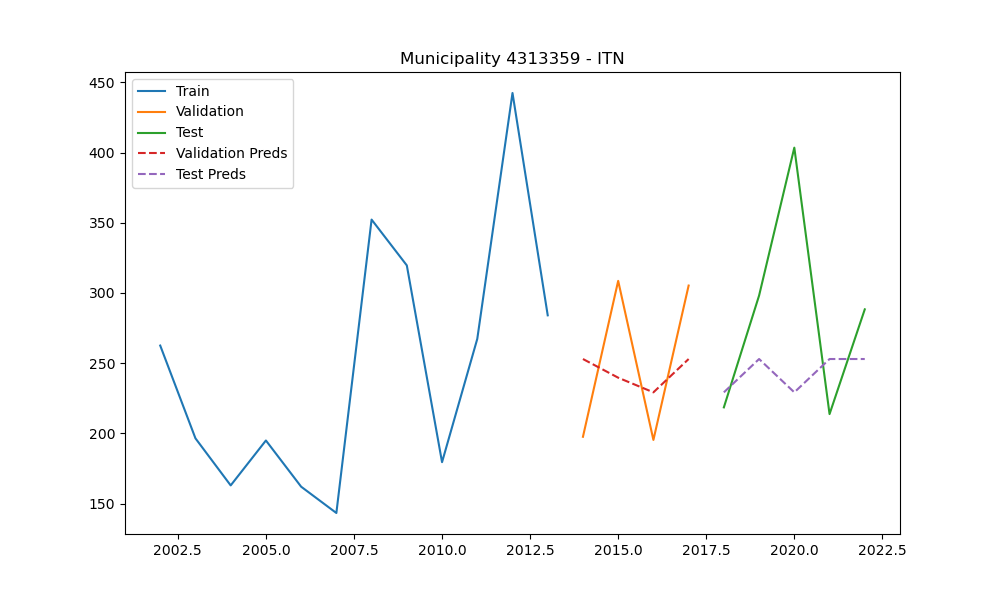 Municipality 4313359 - ITN
450
400
350
300
250
200
150
Train
Validation
Test
Validation Preds
Test Preds
2002.5 2005.0 2007.5 2010.0 2012.5 2015.0 2017.5 2020.0 2022.5